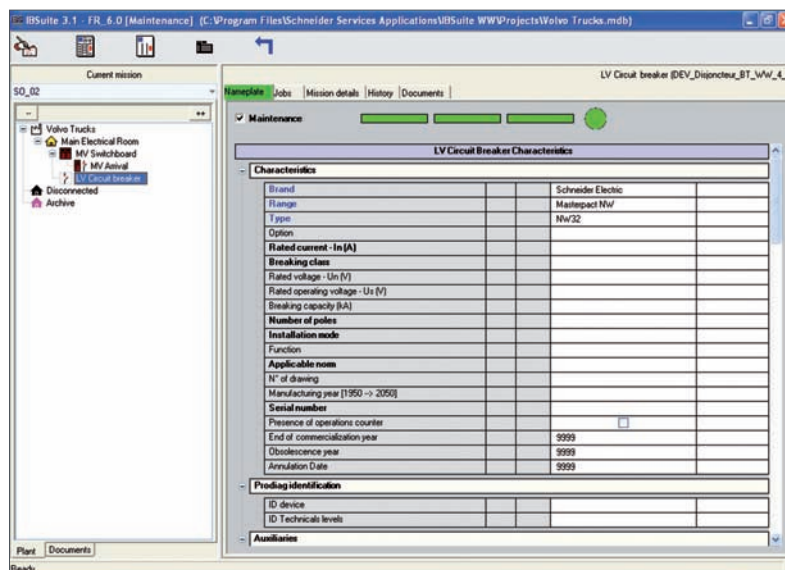 IBSuite 3.1 - FR_6.0 [Maintenance] (C:\Program Files\Schneider Services Applications\IBSuite WW\Projects\Volvo Trucks.mdb)
Current mission
SO_02
LV Circuit breaker (DEV_Disjoncteur_BT_WW_4_
Nameplate Jobs Mission details History Documents
Maintenance
Volvo Trucks
Main Electrical Room
MV Switchboard
MV Arrival
LV Circuit breaker
Disconnected
Archive
LV Circuit Breaker Characteristics
Characteristics
Brand Schneider Electric
Range Masterpact NW
Type NW32
Option
Rated current - In (A)
Breaking class
Rated voltage - Un (V)
Rated operating voltage - Us (V)
Breaking capacity (kA)
Number of poles
Installation mode
Function
Applicable norm
N° of drawing
Manufacturing year [1950 --> 2050]
Serial number
Presence of operations counter
End of commercialization year 9999
Obsolescence year 9999
Annulation Date 9999
Prodiag identification
ID device
ID Technicals levels
Auxiliaries
Plant Documents
Ready